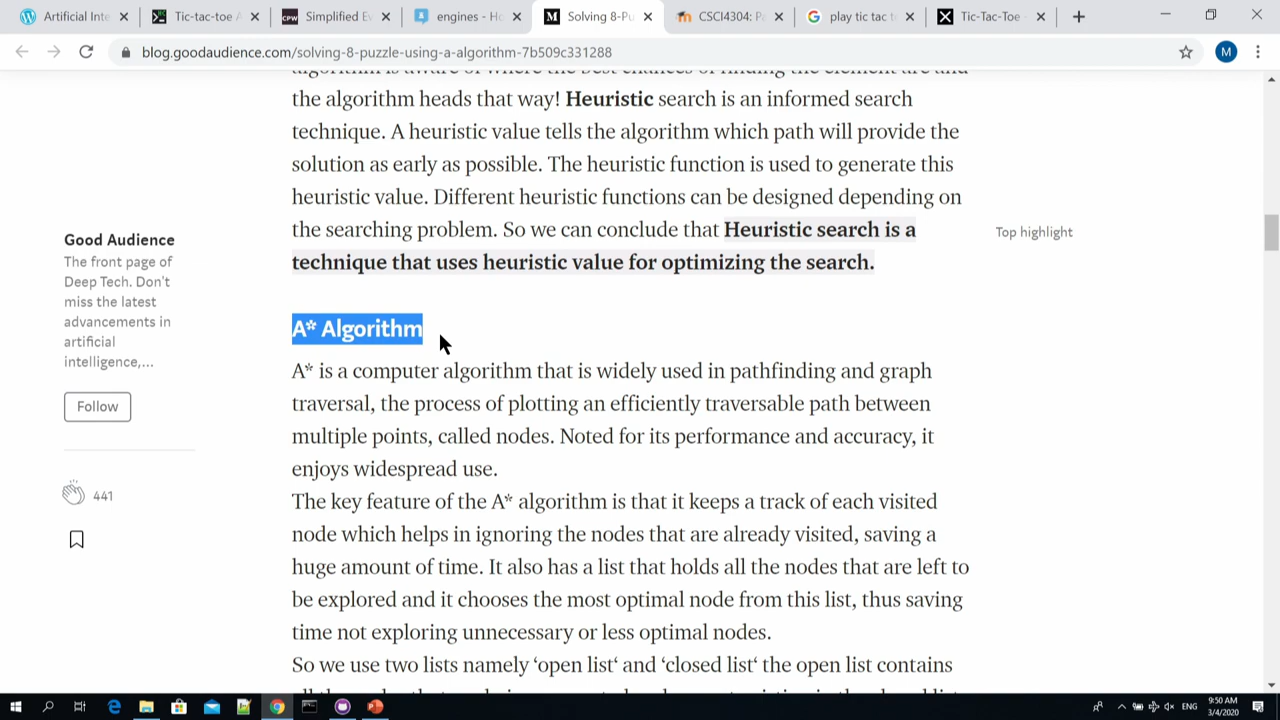 Artificial Inte
Tic-tac-toe A
Simplified Ev
engines - Ho
Solving 8-Pu
CSCI4304: Pa
play tic tac t
Tic-Tac-Toe -
blog.goodaudience.com/solving-8-puzzle-using-a-algorithm-7b509c331288
M
the algorithm heads that way! Heuristic search is an informed search
technique. A heuristic value tells the algorithm which path will provide the
solution as early as possible. The heuristic function is used to generate this
heuristic value. Different heuristic functions can be designed depending on
the searching problem. So we can conclude that Heuristic search is a
technique that uses heuristic value for optimizing the search.
Top highlight
Good Audience
The front page of
Deep Tech. Don't
miss the latest
advancements in
artificial
intelligence,...
Follow
441
A* Algorithm
A* is a computer algorithm that is widely used in pathfinding and graph
traversal, the process of plotting an efficiently traversable path between
multiple points, called nodes. Noted for its performance and accuracy, it
enjoys widespread use.
The key feature of the A* algorithm is that it keeps a track of each visited
node which helps in ignoring the nodes that are already visited, saving a
huge amount of time. It also has a list that holds all the nodes that are left to
be explored and it chooses the most optimal node from this list, thus saving
time not exploring unnecessary or less optimal nodes.
So we use two lists namely ‘open list‘ and ‘closed list‘ the open list contains
ENG
9:50 AM
3/4/2020